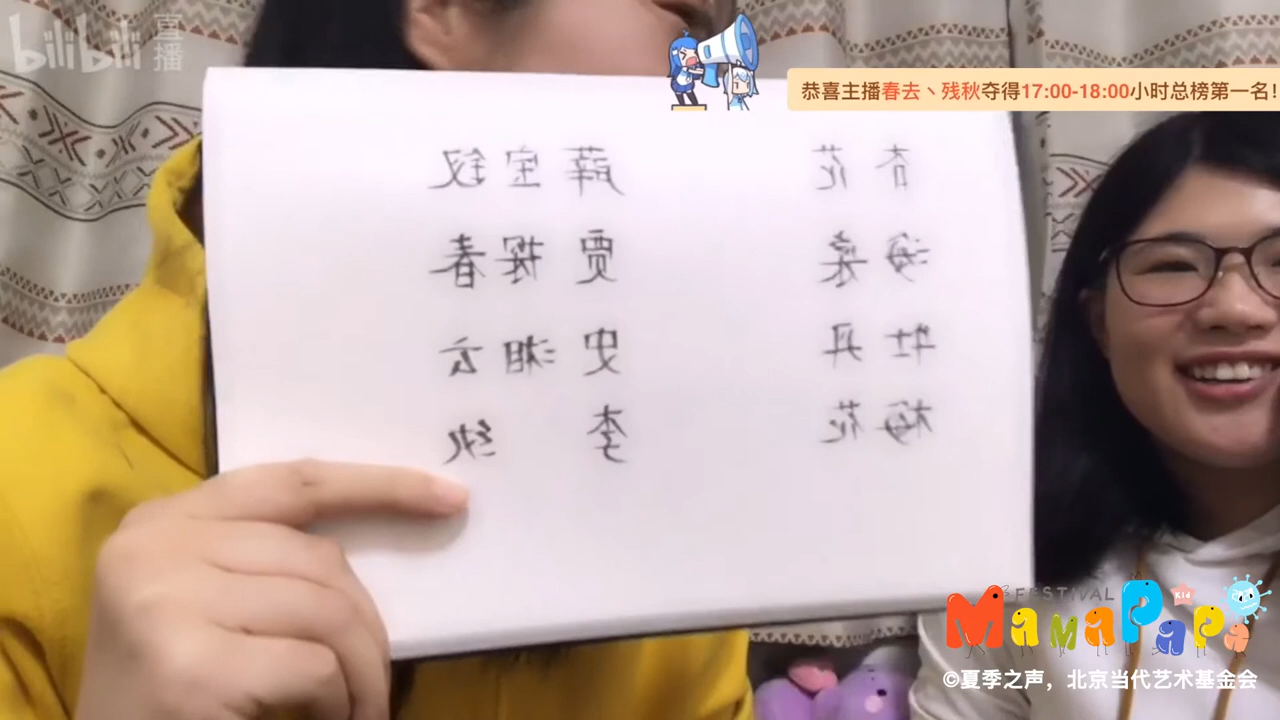 bilibili 直播
恭喜主播春去丶残秋夺得17:00-18:00小时总榜第一名!
杏花 薛宝钗
海棠 贾探春
牡丹 史湘云
梅花 李纨
FESTIVAL
Kid
MamaPapa
©夏季之声，北京当代艺术基金会